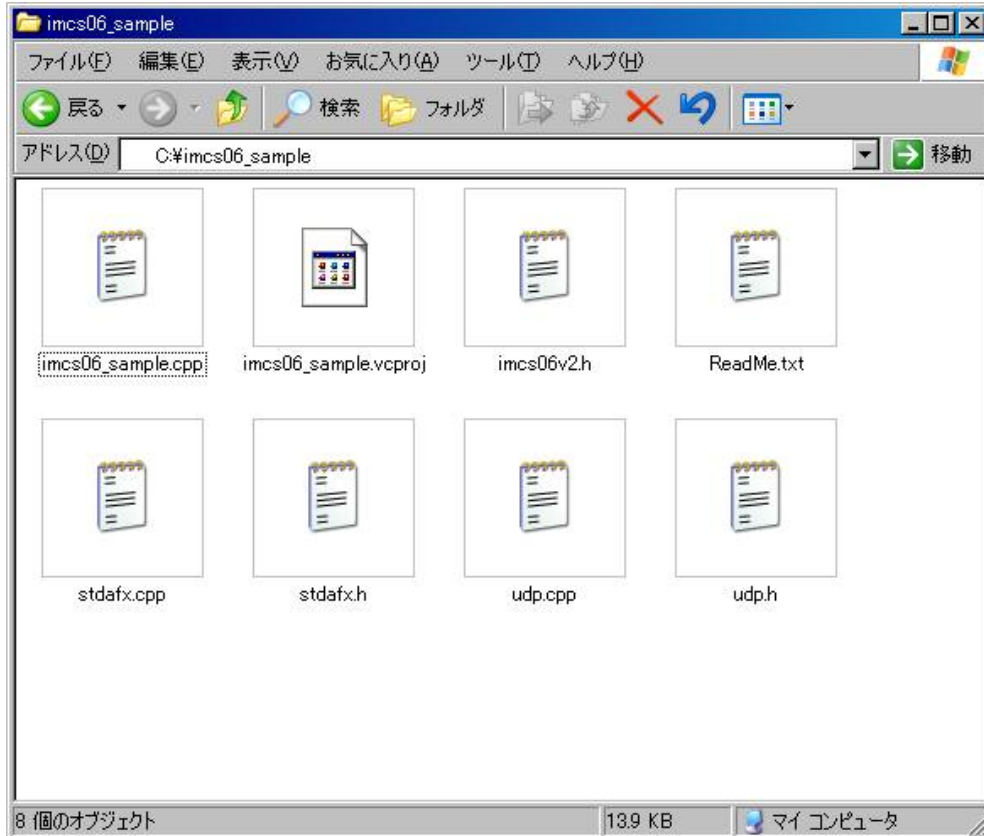 imcs06_sample
ファイル(F) 編集(E) 表示(V) お気に入り(A) ツール(T) ヘルプ(H)
戻る 検索 フォルダ
アドレス(D) C:¥imcs06_sample 移動
imcs06_sample.cpp imcs06_sample.vcproj imcs06v2.h ReadMe.txt
stdafx.cpp stdafx.h udp.cpp udp.h
8 個のオブジェクト 13.9 KB マイ コンピュータ